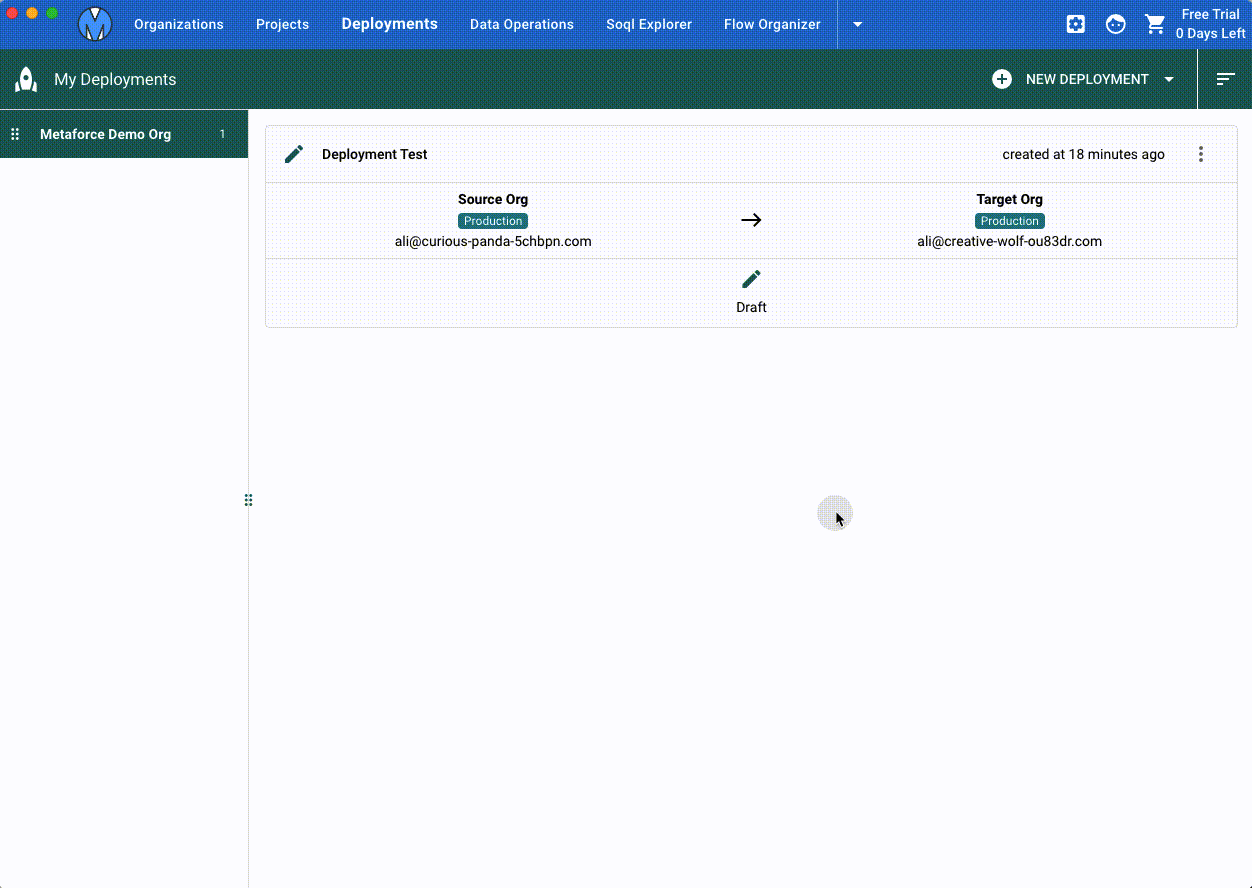 Organizations Projects Deployments Data Operations Soql Explorer Flow Organizer
Free Trial
0 Days Left
My Deployments
NEW DEPLOYMENT
Metaforce Demo Org 1
Deployment Test
created at 18 minutes ago
Source Org
Production
ali@curious-panda-5chbpn.com
Target Org
Production
ali@creative-wolf-ou83dr.com
Draft